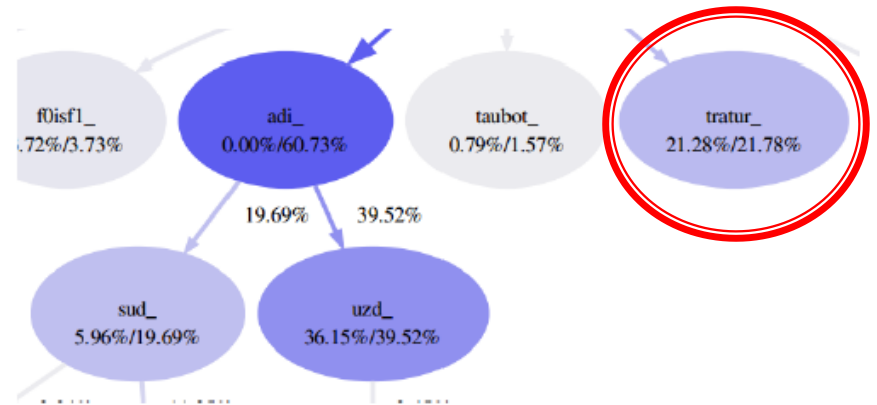 f0isf1_
.72%/3.73%
adi_
0.00%/60.73%
taubot_
0.79%/1.57%
tratur_
21.28%/21.78%
19.69%
39.52%
sud_
5.96%/19.69%
uzd_
36.15%/39.52%